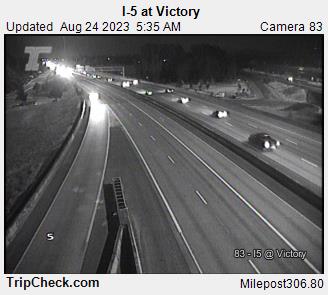 I-5 at Victory
Updated Aug 24 2023 5:35 AM Camera 83
S
83 - I5 @ Victory
TripCheck.com Milepost306.80